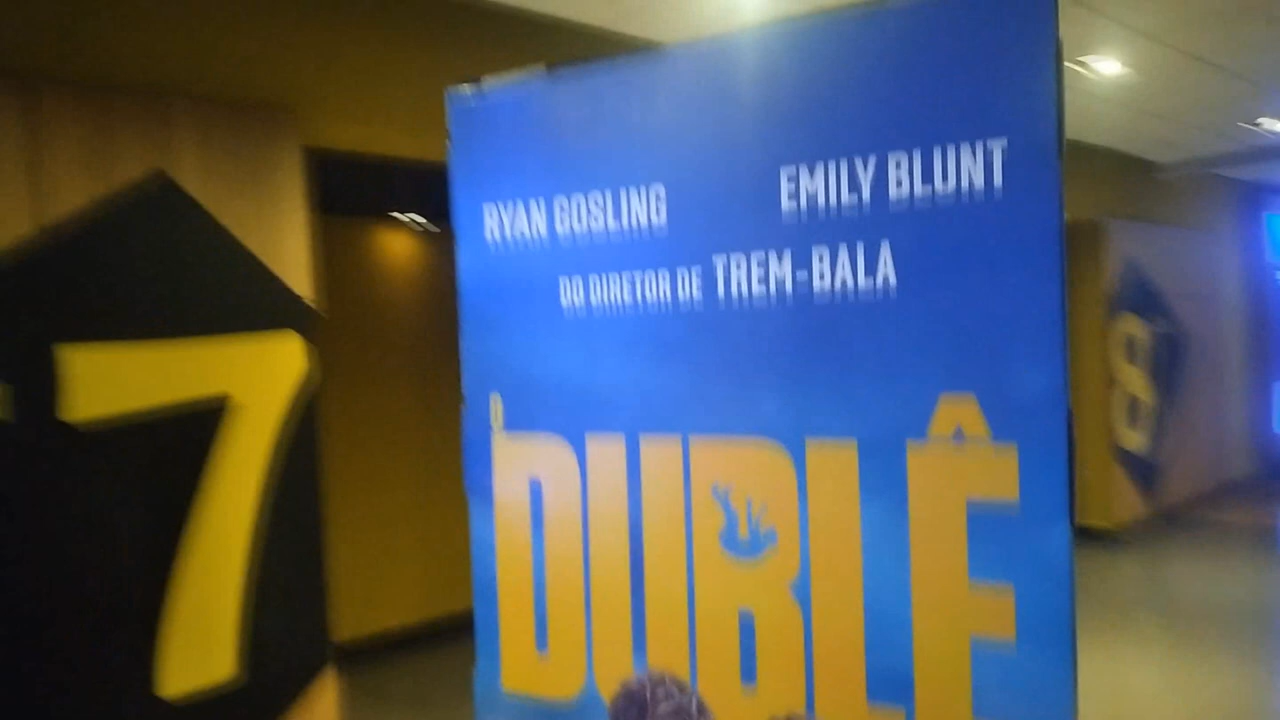 RYAN GOSLING
EMILY BLUNT
DO DIRETOR DE TREM-BALA
O
DUBLÊ
7
8